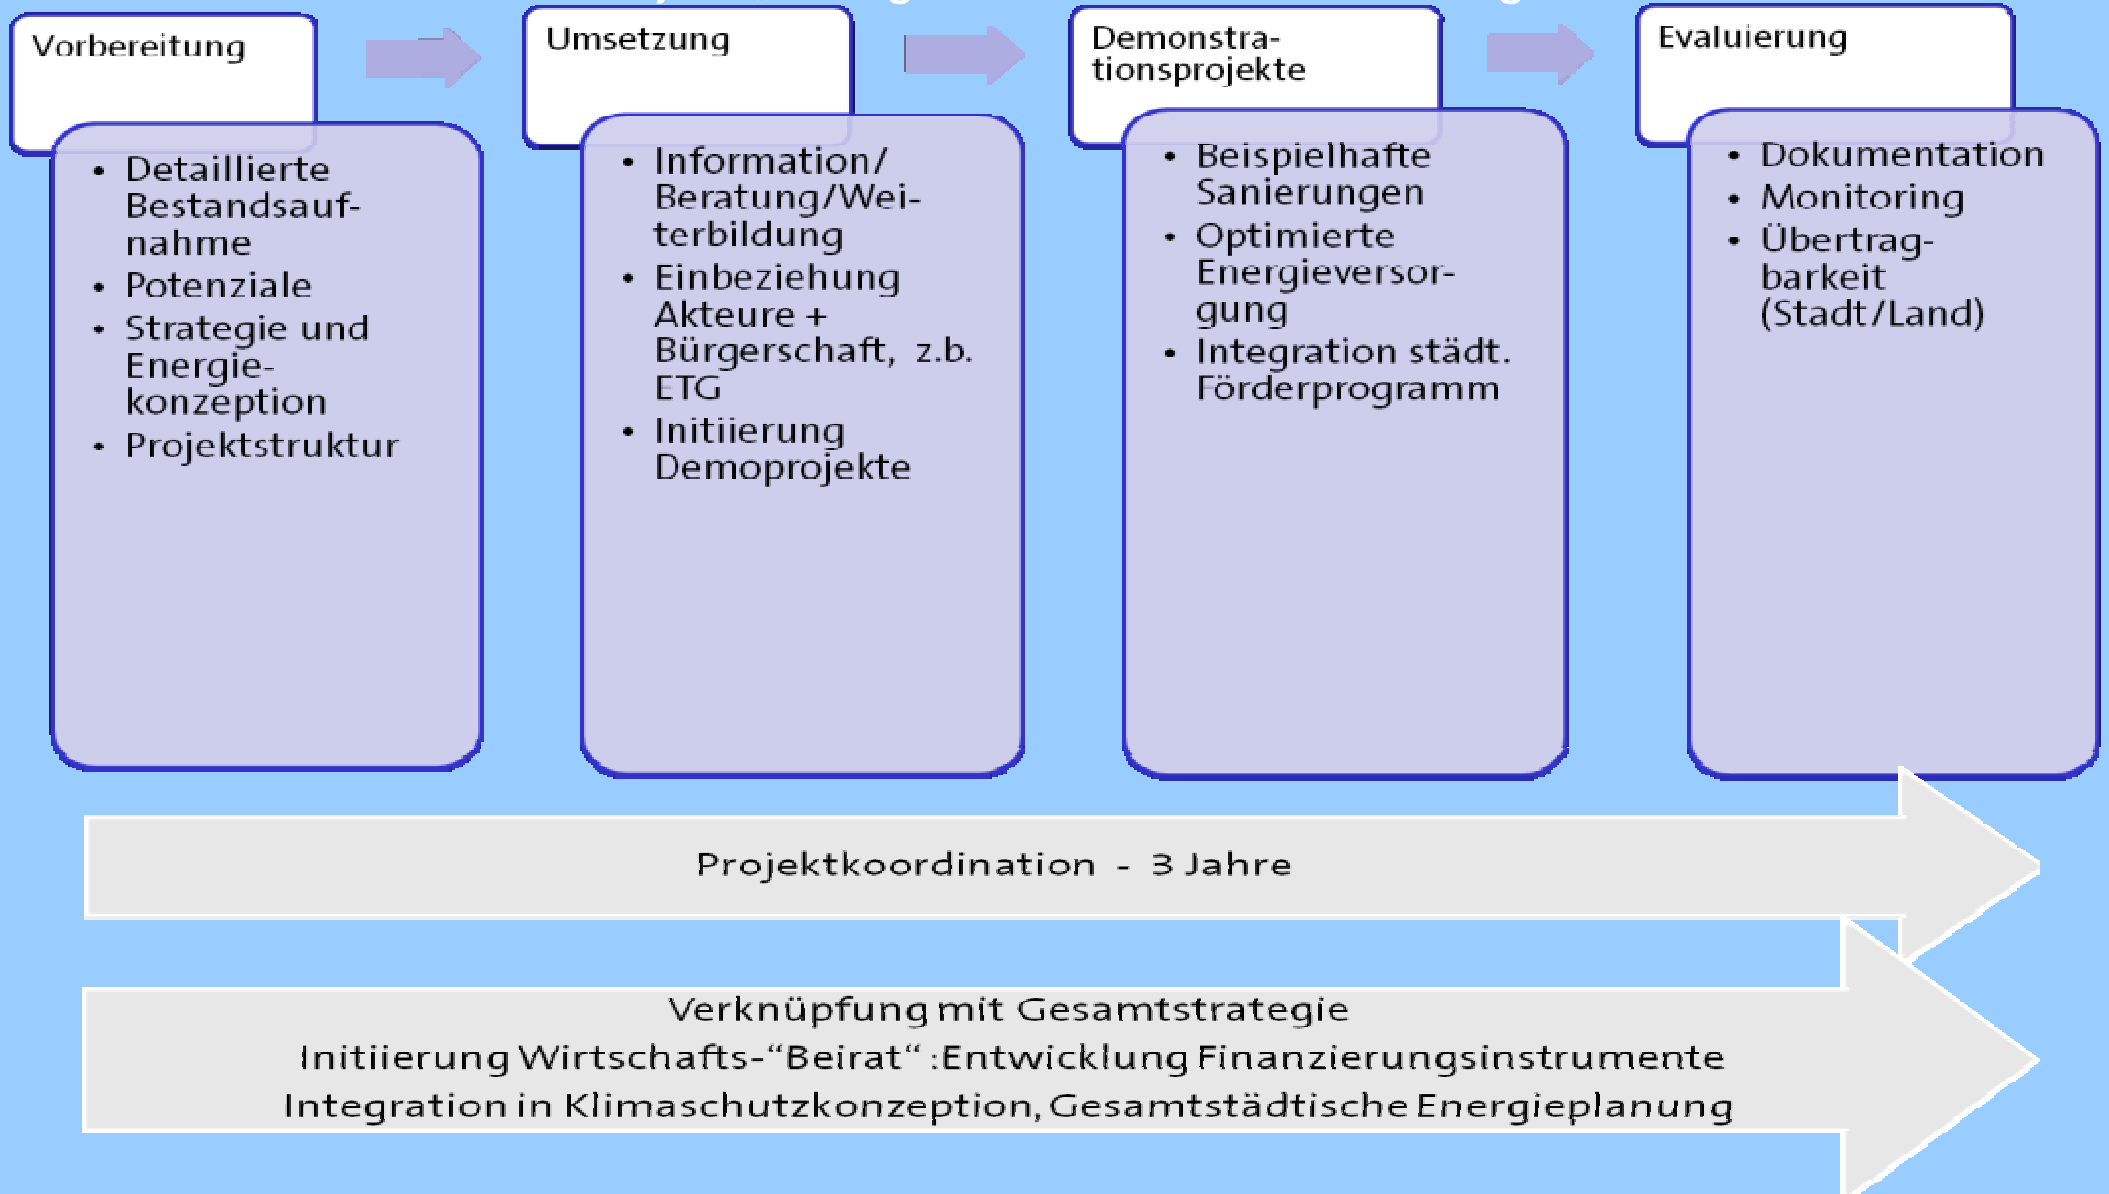 Vorbereitung
• Detaillierte
Bestandsauf-
nahme
• Potenziale
• Strategie und
Energie-
konzeption
• Projektstruktur
Umsetzung
• Information/
Beratung/Wei-
terbildung
• Einbeziehung
Akteure +
Bürgerschaft, z.b.
ETG
• Initiierung
Demoprojekte
Demonstra-
tionsprojekte
• Beispielhafte
Sanierungen
• Optimierte
Energieversor-
gung
• Integration städt.
Förderprogramm
Evaluierung
• Dokumentation
• Monitoring
• Übertrag-
barkeit
(Stadt/Land)
Projektkoordination - 3 Jahre
Verknüpfung mit Gesamtstrategie
Initiierung Wirtschafts-“Beirat“ :Entwicklung Finanzierungsinstrumente
Integration in Klimaschutzkonzeption, Gesamtstädtische Energieplanung